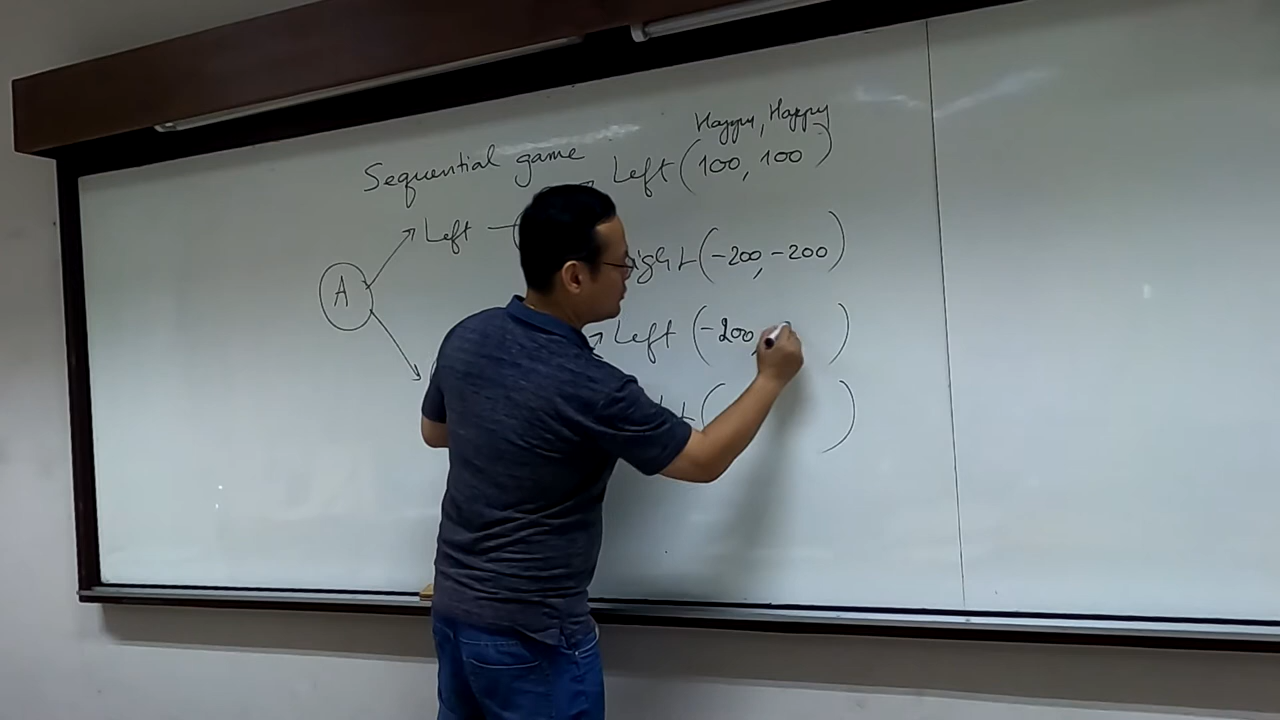 Happy, Happy
Sequential game
Left (100, 100)
Left
(-200, -200)
A
Left (-200,